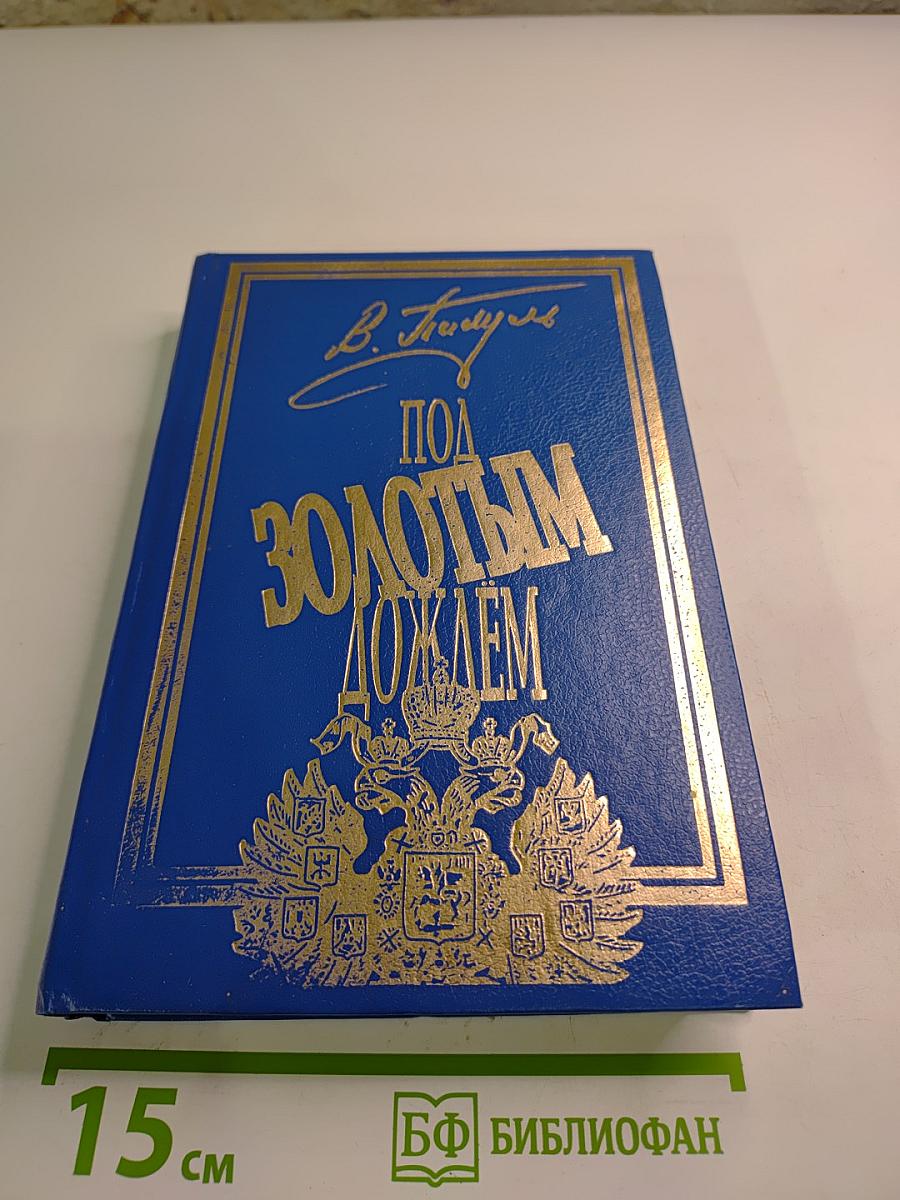 В. Пикуль
ПОД
ЗОЛОТЫМ
ДОЖДЁМ
15 см
БФ БИБЛИОФАН